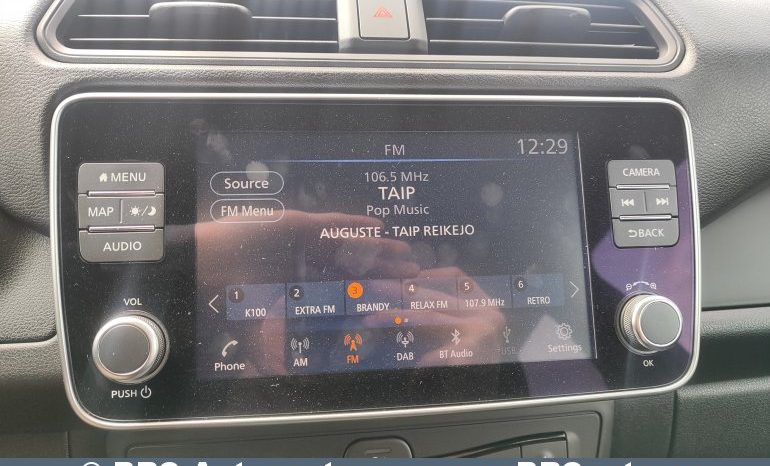 FM
12:29
106.5 MHz
TAIP
Pop Music
AUGUSTE - TAIP REIKEJO
Source
FM Menu
MENU
MAP
AUDIO
VOL
PUSH
CAMERA
BACK
OK
1 K100
2 EXTRA FM
3 BRANDY
4 RELAX FM
5 107.9 MHz
6 RETRO
Phone
AM
FM
DAB
BT Audio
USB
Settings